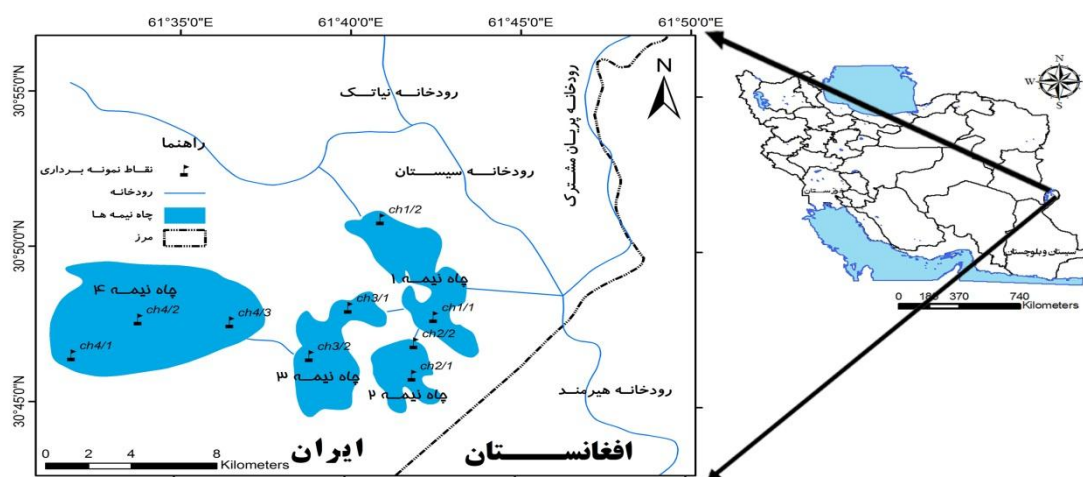 61°35'0"E
61°40'0"E
61°45'0"E
61°50'0"E
30°55'0"N
30°50'0"N
30°45'0"N
رودخانه نیاتک
رودخانه پریان مشترک
N
راهنما
نقاط نمونه برداری
رودخانه
چاه نیمه ها
مرز
رودخانه سیستان
ch1/2
چاه نیمه ۱
چاه نیمه ۴
ch4/2
ch4/3
ch4/1
ch3/1
ch1/1
ch2/2
ch3/2
ch2/1
چاه نیمه ۳
چاه نیمه ۲
رودخانه هیرمند
ایران
افغانستان
0 2 4 8
Kilometers
N
W E
S
خوزستان
سیستان و بلوچستان
0 185 370 740
Kilometers